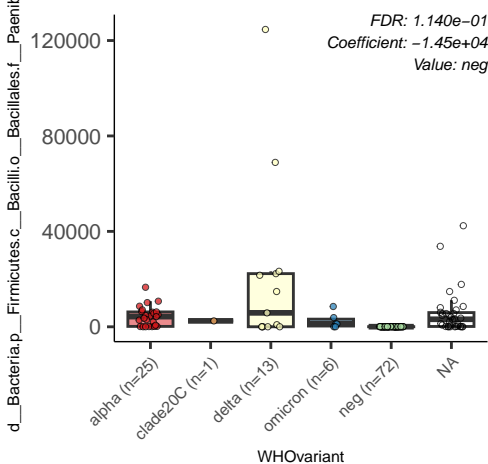 FDR: 1.140e−01
Coefficient: −1.45e+04
Value: neg
d__Bacteria.p__Firmicutes.c__Bacilli.o__Bacillales.f__Paenib
120000
80000
40000
0
alpha (n=25)
clade20C (n=1)
delta (n=13)
omicron (n=6)
neg (n=72)
NA
WHOvariant